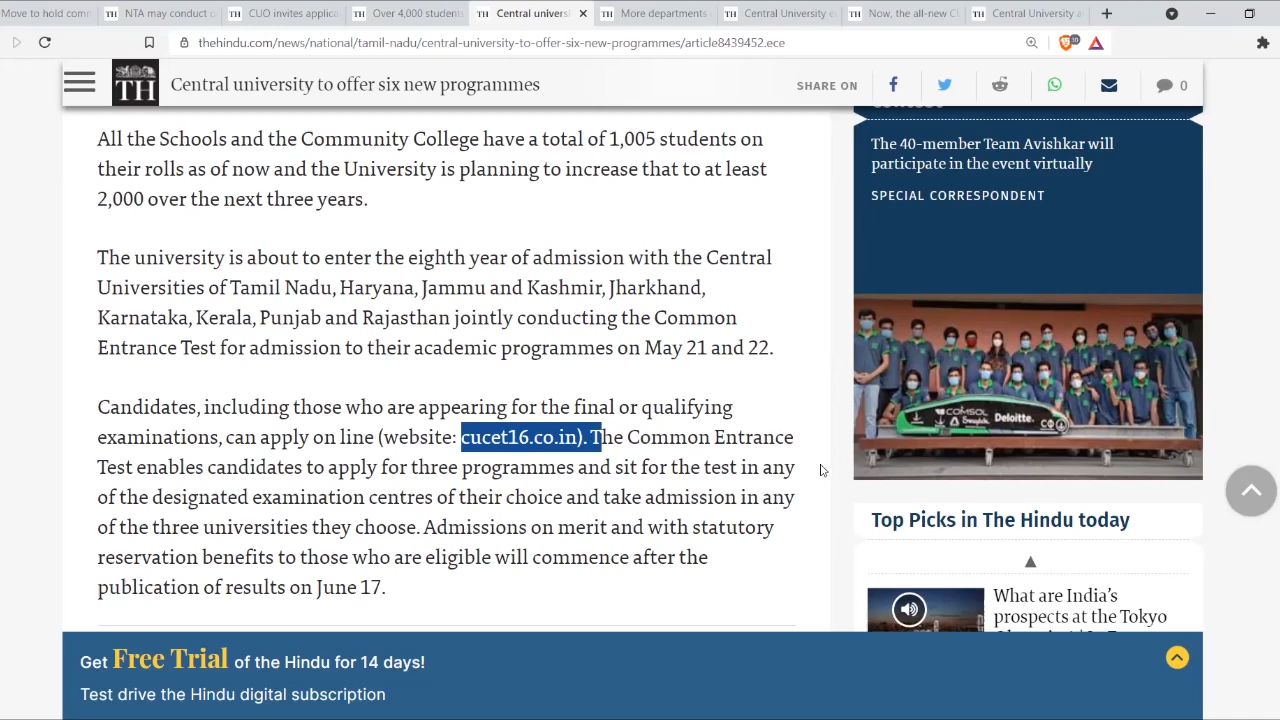 Move to hold comm
NTA may conduct o
CUO invites applica
Over 4,000 students
Central universi
More departments
Central University e
Now, the all-new CU
Central University a
thehindu.com/news/national/tamil-nadu/central-university-to-offer-six-new-programmes/article8439452.ece
TH
Central university to offer six new programmes
SHARE ON
0
All the Schools and the Community College have a total of 1,005 students on
their rolls as of now and the University is planning to increase that to at least
2,000 over the next three years.
The university is about to enter the eighth year of admission with the Central
Universities of Tamil Nadu, Haryana, Jammu and Kashmir, Jharkhand,
Karnataka, Kerala, Punjab and Rajasthan jointly conducting the Common
Entrance Test for admission to their academic programmes on May 21 and 22.
Candidates, including those who are appearing for the final or qualifying
examinations, can apply on line (website: cucet16.co.in). The Common Entrance
Test enables candidates to apply for three programmes and sit for the test in any
of the designated examination centres of their choice and take admission in any
of the three universities they choose. Admissions on merit and with statutory
reservation benefits to those who are eligible will commence after the
publication of results on June 17.
The 40-member Team Avishkar will
participate in the event virtually
SPECIAL CORRESPONDENT
COMSOL
Deloitte.
Top Picks in The Hindu today
What are India's
prospects at the Tokyo
Get Free Trial of the Hindu for 14 days!
Test drive the Hindu digital subscription